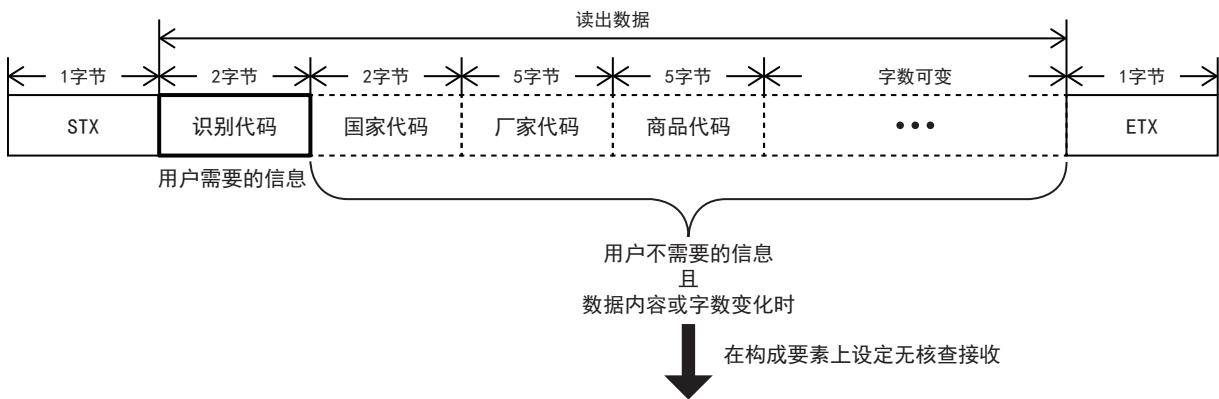 读出数据
1字节 2字节 2字节 5字节 5字节 字数可变 1字节
STX 识别代码 国家代码 厂家代码 商品代码 ••• ETX
用户需要的信息
用户不需要的信息
且
数据内容或字数变化时
在构成要素上设定无核查接收